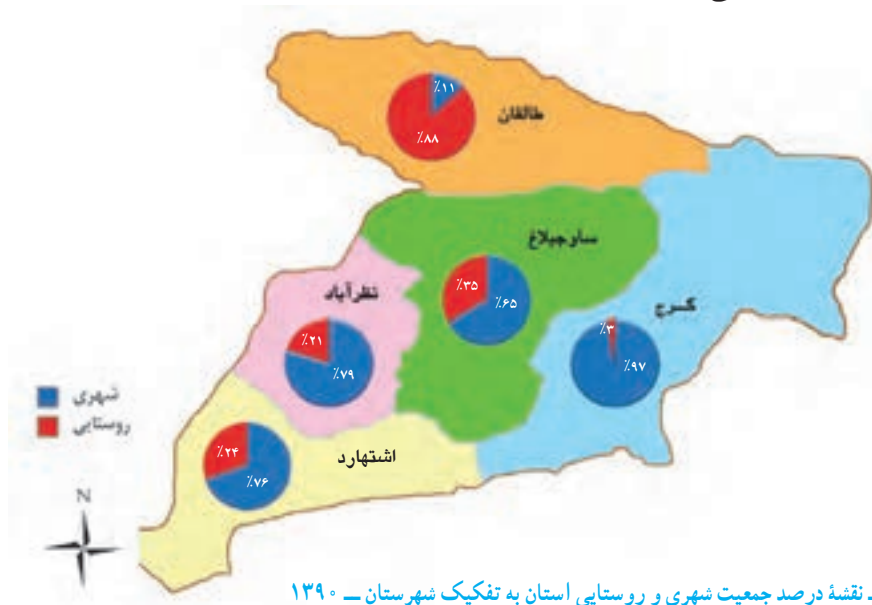 طالقان
٪۱۱
٪۸۸
ساوجبلاغ
٪۳۵
٪۶۵
کرج
٪۳
٪۹۷
نظرآباد
٪۲۱
٪۷۹
اشتهارد
٪۲۴
٪۷۶
شهری
روستایی
N
ـ نقشهٔ درصد جمعیت شهری و روستایی استان به تفکیک شهرستان ــ ۱۳۹۰